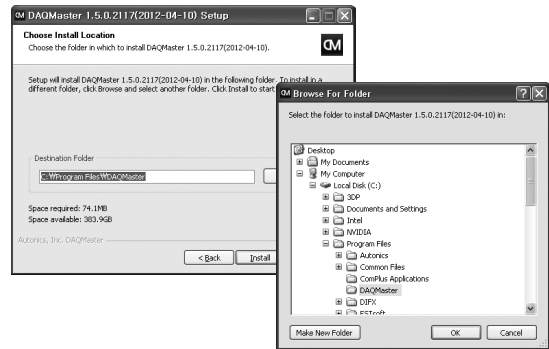 DAQMaster 1.5.0.2117(2012-04-10) Setup
Choose Install Location
Choose the folder in which to install DAQMaster 1.5.0.2117(2012-04-10).
Setup will install DAQMaster 1.5.0.2117(2012-04-10) in the following folder. To install in a
different folder, click Browse and select another folder. Click Install to start
Destination Folder
C:₩Program Files₩DAQMaster
Space required: 74.1MB
Space available: 383.9GB
Autonics, Inc. DAQMaster
< Back
Install
Browse For Folder
Select the folder to install DAQMaster 1.5.0.2117(2012-04-10) in:
Desktop
My Documents
My Computer
Local Disk (C:)
3DP
Documents and Settings
Intel
NVIDIA
Program Files
Autonics
Common Files
ComPlus Applications
DAQMaster
DIFX
ESTsoft
Make New Folder
OK
Cancel